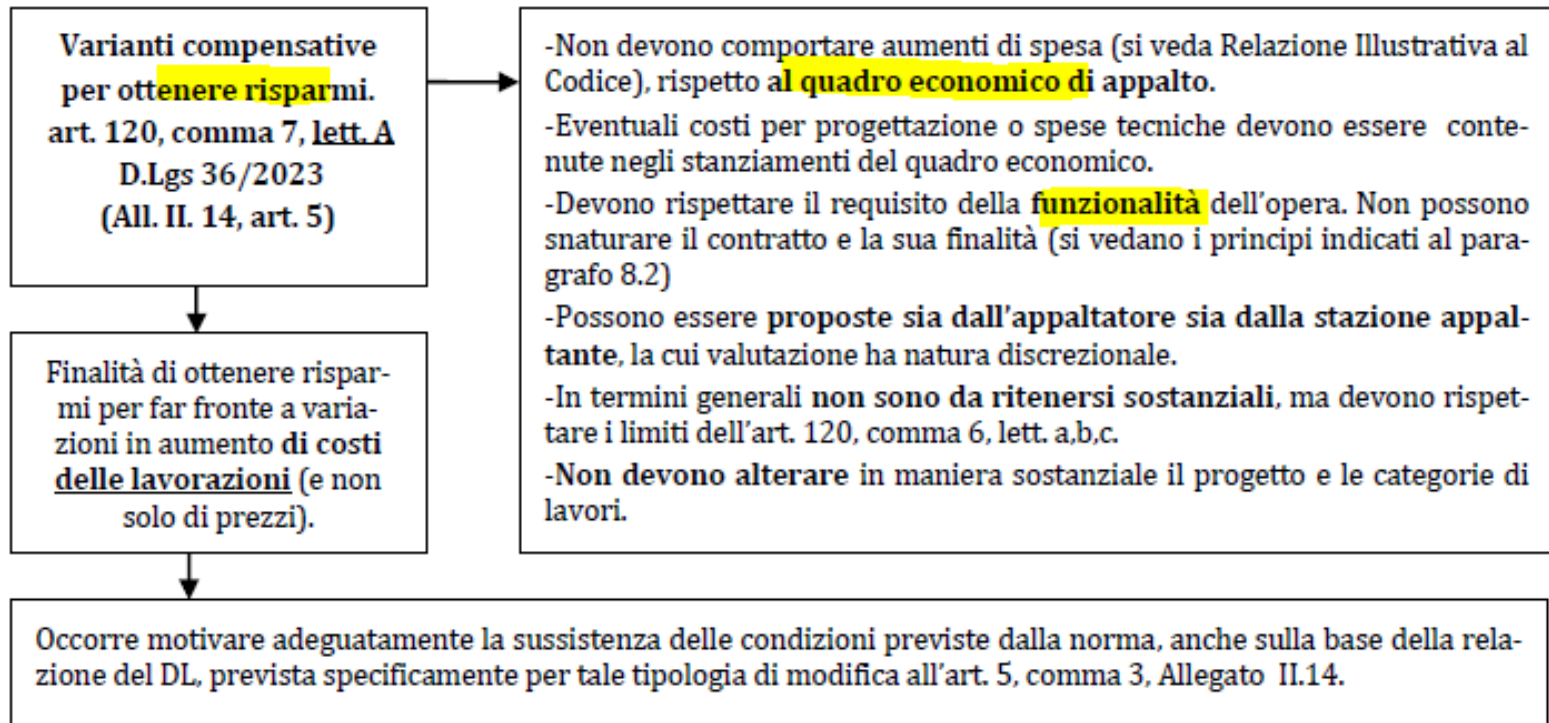 Varianti compensative
per ottenere risparmi.
art. 120, comma 7, lett. A
D.Lgs 36/2023
(All. II. 14, art. 5)
-Non devono comportare aumenti di spesa (si veda Relazione Illustrativa al
Codice), rispetto al quadro economico di appalto.
-Eventuali costi per progettazione o spese tecniche devono essere conte-
nute negli stanziamenti del quadro economico.
-Devono rispettare il requisito della funzionalità dell'opera. Non possono
snaturare il contratto e la sua finalità (si vedano i principi indicati al para-
grafo 8.2)
-Possono essere proposte sia dall'appaltatore sia dalla stazione appal-
tante, la cui valutazione ha natura discrezionale.
-In termini generali non sono da ritenersi sostanziali, ma devono rispet-
tare i limiti dell'art. 120, comma 6, lett. a,b,c.
-Non devono alterare in maniera sostanziale il progetto e le categorie di
lavori.
Finalità di ottenere rispar-
mi per far fronte a varia-
zioni in aumento di costi
delle lavorazioni (e non
solo di prezzi).
Occorre motivare adeguatamente la sussistenza delle condizioni previste dalla norma, anche sulla base della rela-
zione del DL, prevista specificamente per tale tipologia di modifica all'art. 5, comma 3, Allegato II.14.